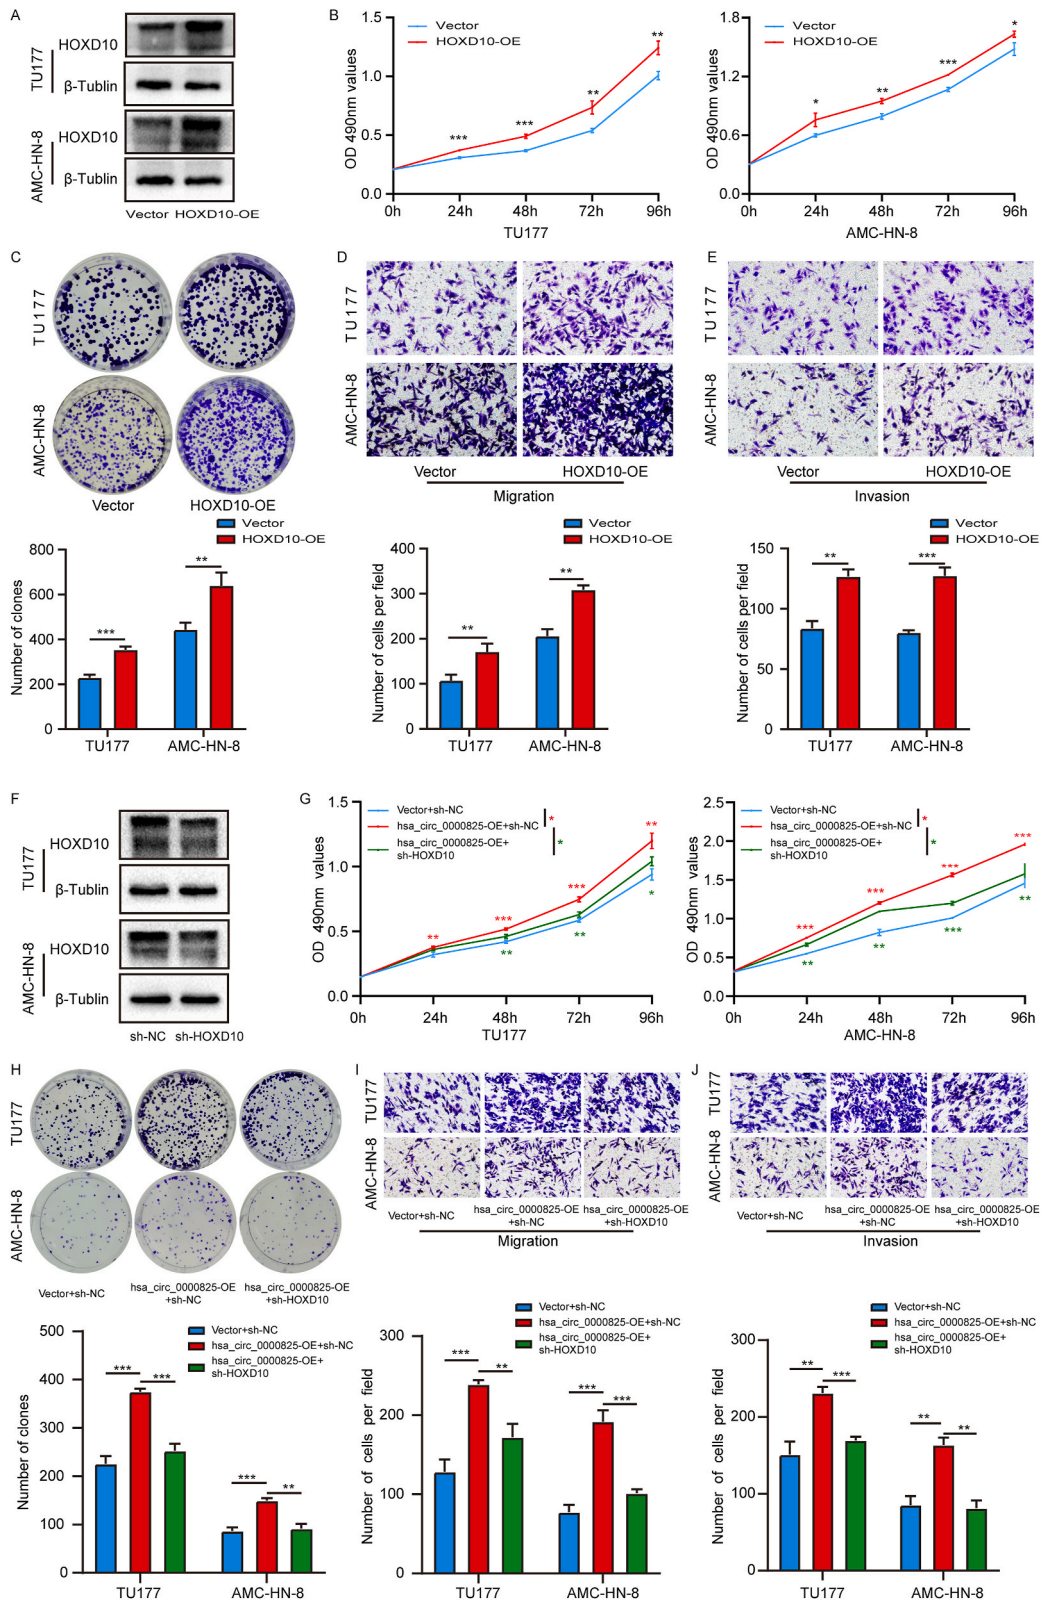 A
TU177
HOXD10
β-Tublin
AMC-HN-8
HOXD10
β-Tublin
Vector HOXD10-OE
B
OD 490nm values
1.5
1.0
0.5
0.0
Vector
HOXD10-OE
***
***
**
**
0h 24h 48h 72h 96h
TU177
OD 490nm values
1.8
1.2
0.6
0.0
Vector
HOXD10-OE
*
**
***
*
0h 24h 48h 72h 96h
AMC-HN-8
C
TU177
AMC-HN-8
Vector HOXD10-OE
Vector
HOXD10-OE
Number of clones
800
600
400
200
0
***
**
TU177 AMC-HN-8
D
TU177
AMC-HN-8
Vector HOXD10-OE
Migration
Vector
HOXD10-OE
Number of cells per field
400
300
200
100
0
**
**
TU177 AMC-HN-8
E
TU177
AMC-HN-8
Vector HOXD10-OE
Invasion
Vector
HOXD10-OE
Number of cells per field
150
100
50
0
**
***
TU177 AMC-HN-8
F
TU177
HOXD10
β-Tublin
AMC-HN-8
HOXD10
β-Tublin
sh-NC sh-HOXD10
G
OD 490nm values
1.5
1.0
0.5
0.0
Vector+sh-NC
hsa_circ_0000825-OE+sh-NC
hsa_circ_0000825-OE+
sh-HOXD10
*
*
**
***
***
**
**
**
*
0h 24h 48h 72h 96h
TU177
OD 490nm values
2.5
2.0
1.5
1.0
0.5
0.0
Vector+sh-NC
hsa_circ_0000825-OE+sh-NC
hsa_circ_0000825-OE+
sh-HOXD10
*
*
***
***
***
***
**
**
***
**
0h 24h 48h 72h 96h
AMC-HN-8
H
TU177
AMC-HN-8
Vector+sh-NC hsa_circ_0000825-OE
+sh-NC hsa_circ_0000825-OE
+sh-HOXD10
Vector+sh-NC
hsa_circ_0000825-OE+sh-NC
hsa_circ_0000825-OE+
sh-HOXD10
Number of clones
500
400
300
200
100
0
***
***
***
**
TU177 AMC-HN-8
I
TU177
AMC-HN-8
Vector+sh-NC hsa_circ_0000825-OE
+sh-NC hsa_circ_0000825-OE
+sh-HOXD10
Migration
Vector+sh-NC
hsa_circ_0000825-OE+sh-NC
hsa_circ_0000825-OE+
sh-HOXD10
Number of cells per field
300
200
100
0
***
**
***
***
TU177 AMC-HN-8
J
TU177
AMC-HN-8
Vector+sh-NC hsa_circ_0000825-OE
+sh-NC hsa_circ_0000825-OE
+sh-HOXD10
Invasion
Vector+sh-NC
hsa_circ_0000825-OE+sh-NC
hsa_circ_0000825-OE+
sh-HOXD10
Number of cells per field
300
200
100
0
**
***
**
**
TU177 AMC-HN-8